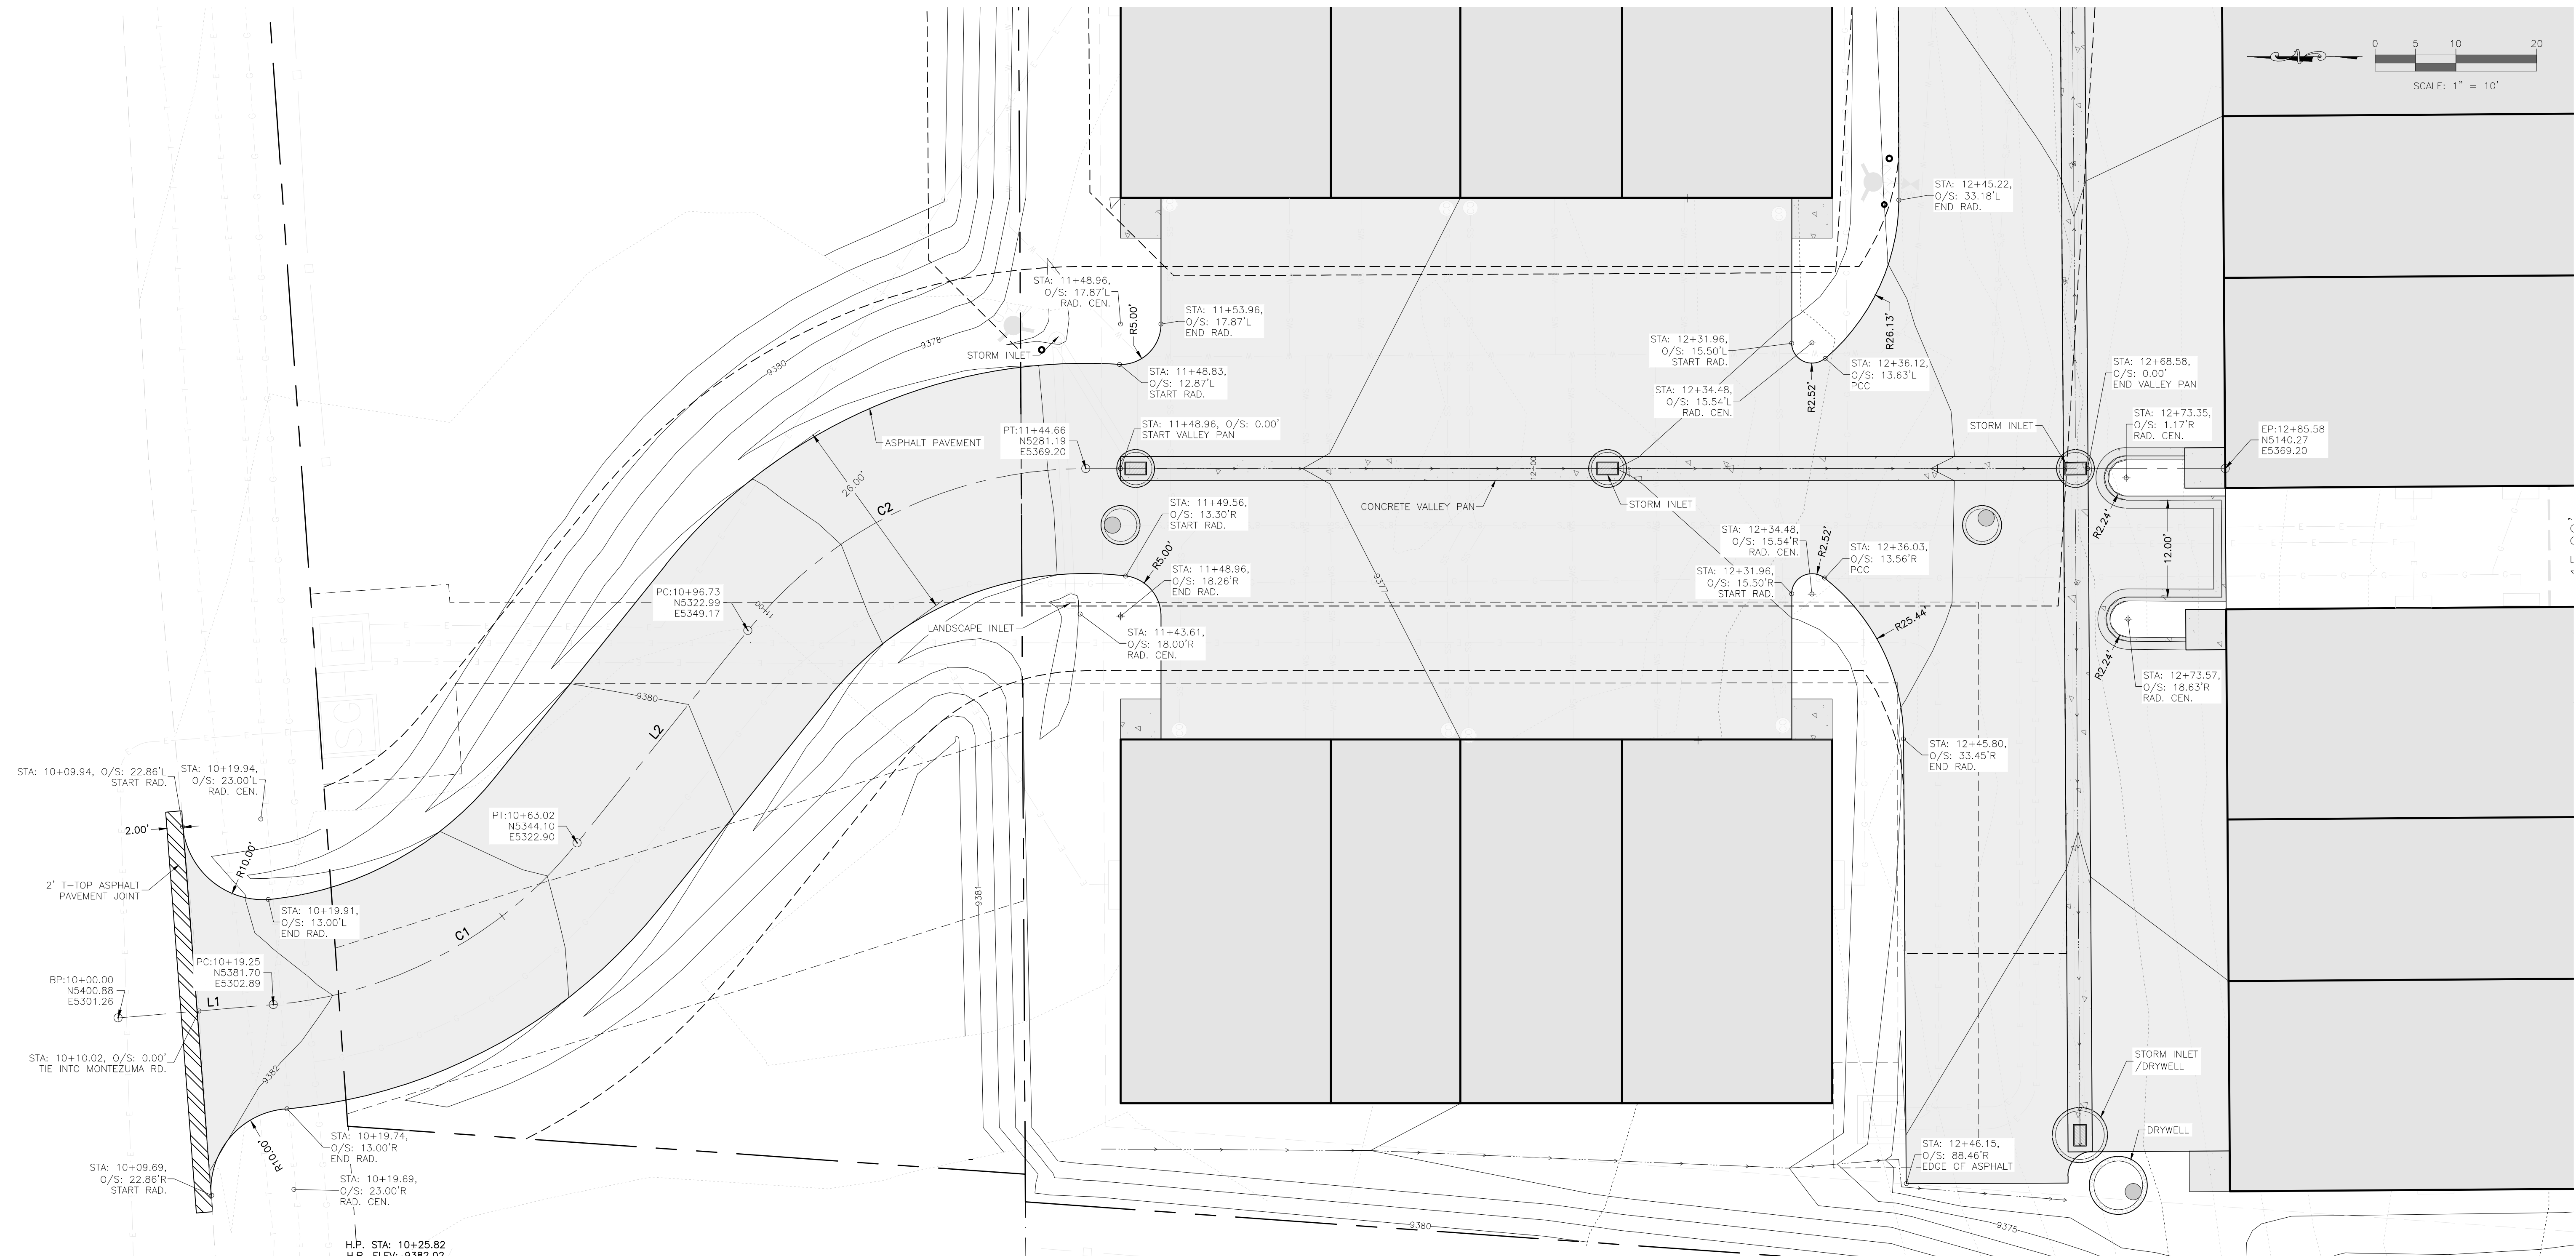 0 5 10 20
SCALE: 1" = 10'
STA: 12+45.22,
O/S: 33.18'L
END RAD.
STA: 11+48.96,
O/S: 17.87'L
RAD. CEN.
R5.00'
STA: 11+53.96,
O/S: 17.87'L
END RAD.
STORM INLET
9378
9380
STA: 11+48.83,
O/S: 12.87'L
START RAD.
STA: 12+31.96,
O/S: 15.50'L
START RAD.
R26.13'
STA: 12+36.12,
O/S: 13.63'L
PCC
STA: 12+34.48,
O/S: 15.54'L
RAD. CEN.
R2.52'
STA: 12+68.58,
O/S: 0.00'
END VALLEY PAN
STA: 12+73.35,
O/S: 1.17'R
RAD. CEN.
STORM INLET
EP:12+85.58
N5140.27
E5369.20
ASPHALT PAVEMENT
PT:11+44.66
N5281.19
E5369.20
STA: 11+48.96, O/S: 0.00'
START VALLEY PAN
26.00'
C2
12+00
CONCRETE VALLEY PAN
STORM INLET
STA: 11+49.56,
O/S: 13.30'R
START RAD.
R5.00'
STA: 11+48.96,
O/S: 18.26'R
END RAD.
STA: 12+34.48,
O/S: 15.54'R
RAD. CEN.
R2.52'
STA: 12+36.03,
O/S: 13.56'R
PCC
STA: 12+31.96,
O/S: 15.50'R
START RAD.
R2.24'
12.00'
9377
PC:10+96.73
N5322.99
E5349.17
11+00
LANDSCAPE INLET
STA: 11+43.61,
O/S: 18.00'R
RAD. CEN.
R25.44'
R2.24'
STA: 12+73.57,
O/S: 18.63'R
RAD. CEN.
9380
L2
STA: 12+45.80,
O/S: 33.45'R
END RAD.
STA: 10+09.94, O/S: 22.86'L
START RAD.
STA: 10+19.94,
O/S: 23.00'L
RAD. CEN.
2.00'
PT:10+63.02
N5344.10
E5322.90
R10.00'
2' T-TOP ASPHALT
PAVEMENT JOINT
STA: 10+19.91,
O/S: 13.00'L
END RAD.
9381
C1
PC:10+19.25
N5381.70
E5302.89
BP:10+00.00
N5400.88
E5301.26
L1
STA: 10+10.02, O/S: 0.00'
TIE INTO MONTEZUMA RD.
9382
STORM INLET
/DRYWELL
DRYWELL
R10.00'
STA: 10+19.74,
O/S: 13.00'R
END RAD.
STA: 10+09.69,
O/S: 22.86'R
START RAD.
STA: 10+19.69,
O/S: 23.00'R
RAD. CEN.
STA: 12+46.15,
O/S: 88.46'R
EDGE OF ASPHALT
9380
9375
H.P. STA: 10+25.82
H.P. ELEV: 9382.02